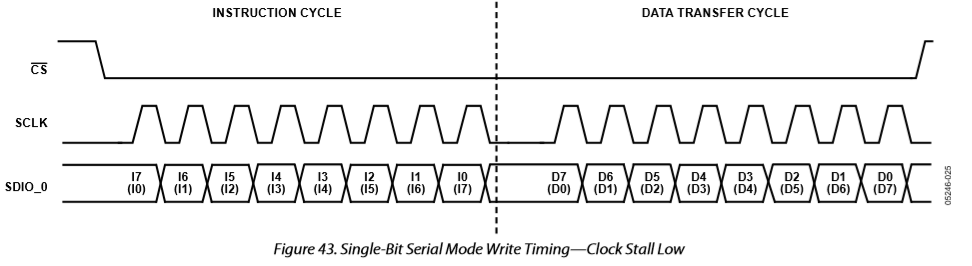 INSTRUCTION CYCLE DATA TRANSFER CYCLE
CS
SCLK
SDIO_0
I7 I6 I5 I4 I3 I2 I1 I0 D7 D6 D5 D4 D3 D2 D1 D0
(I0) (I1) (I2) (I3) (I4) (I5) (I6) (I7) (D0) (D1) (D2) (D3) (D4) (D5) (D6) (D7)
05246-025
Figure 43. Single-Bit Serial Mode Write Timing—Clock Stall Low